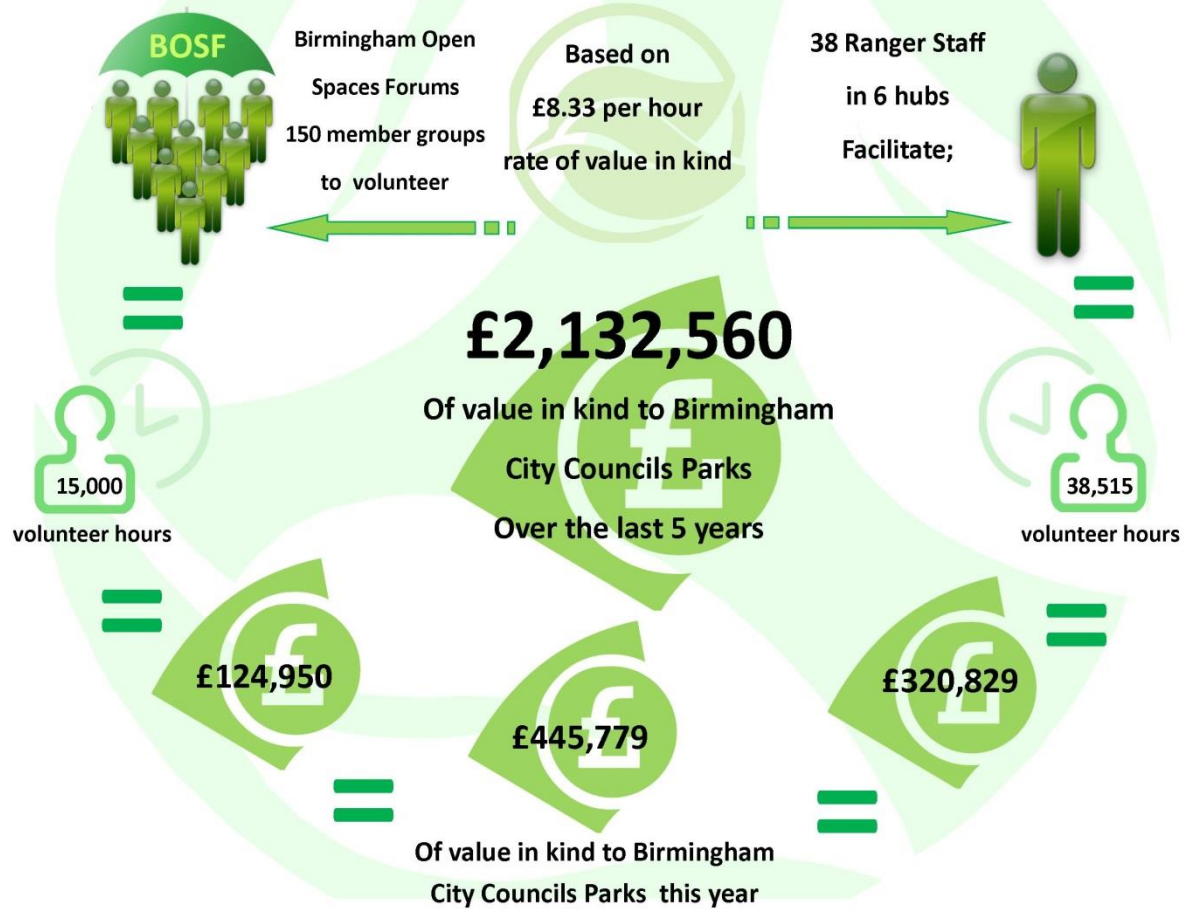 BOSF
Birmingham Open
Spaces Forums
150 member groups
to volunteer
Based on
£8.33 per hour
rate of value in kind
38 Ranger Staff
in 6 hubs
Facilitate;
£2,132,560
Of value in kind to Birmingham
City Councils Parks
Over the last 5 years
15,000
volunteer hours
38,515
volunteer hours
£124,950
£445,779
£320,829
Of value in kind to Birmingham
City Councils Parks this year